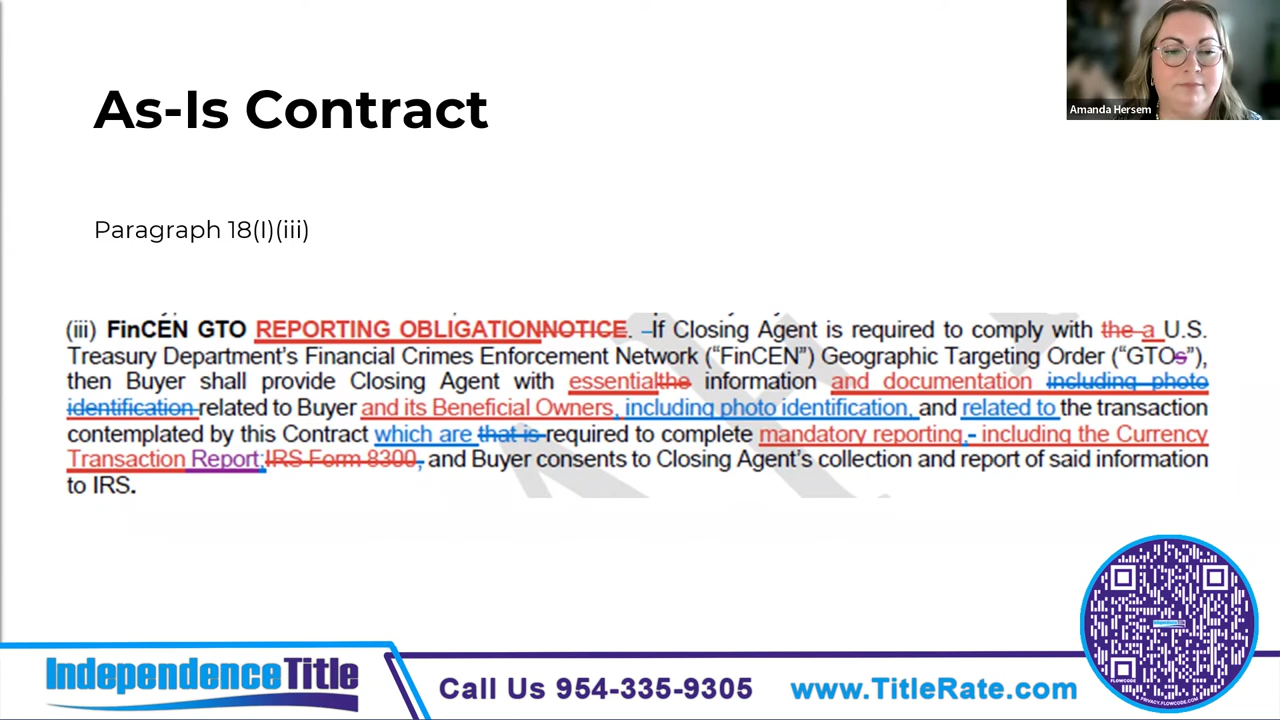 As-Is Contract
Amanda Hersem
Paragraph 18(I)(iii)
(iii) FinCEN GTO REPORTING OBLIGATIONNOTICE. -If Closing Agent is required to comply with the a U.S.
Treasury Department's Financial Crimes Enforcement Network ("FinCEN") Geographic Targeting Order ("GTOs"),
then Buyer shall provide Closing Agent with essentialthe information and documentation including photo
identification related to Buyer and its Beneficial Owners, including photo identification, and related to the transaction
contemplated by this Contract which are that is required to complete mandatory reporting,- including the Currency
Transaction Report;IRS Form 8300, and Buyer consents to Closing Agent's collection and report of said information
to IRS.
IndependenceTitle
Call Us 954-335-9305
www.TitleRate.com
FLOWCODE
PRIVACY.FLOWCODE.COM